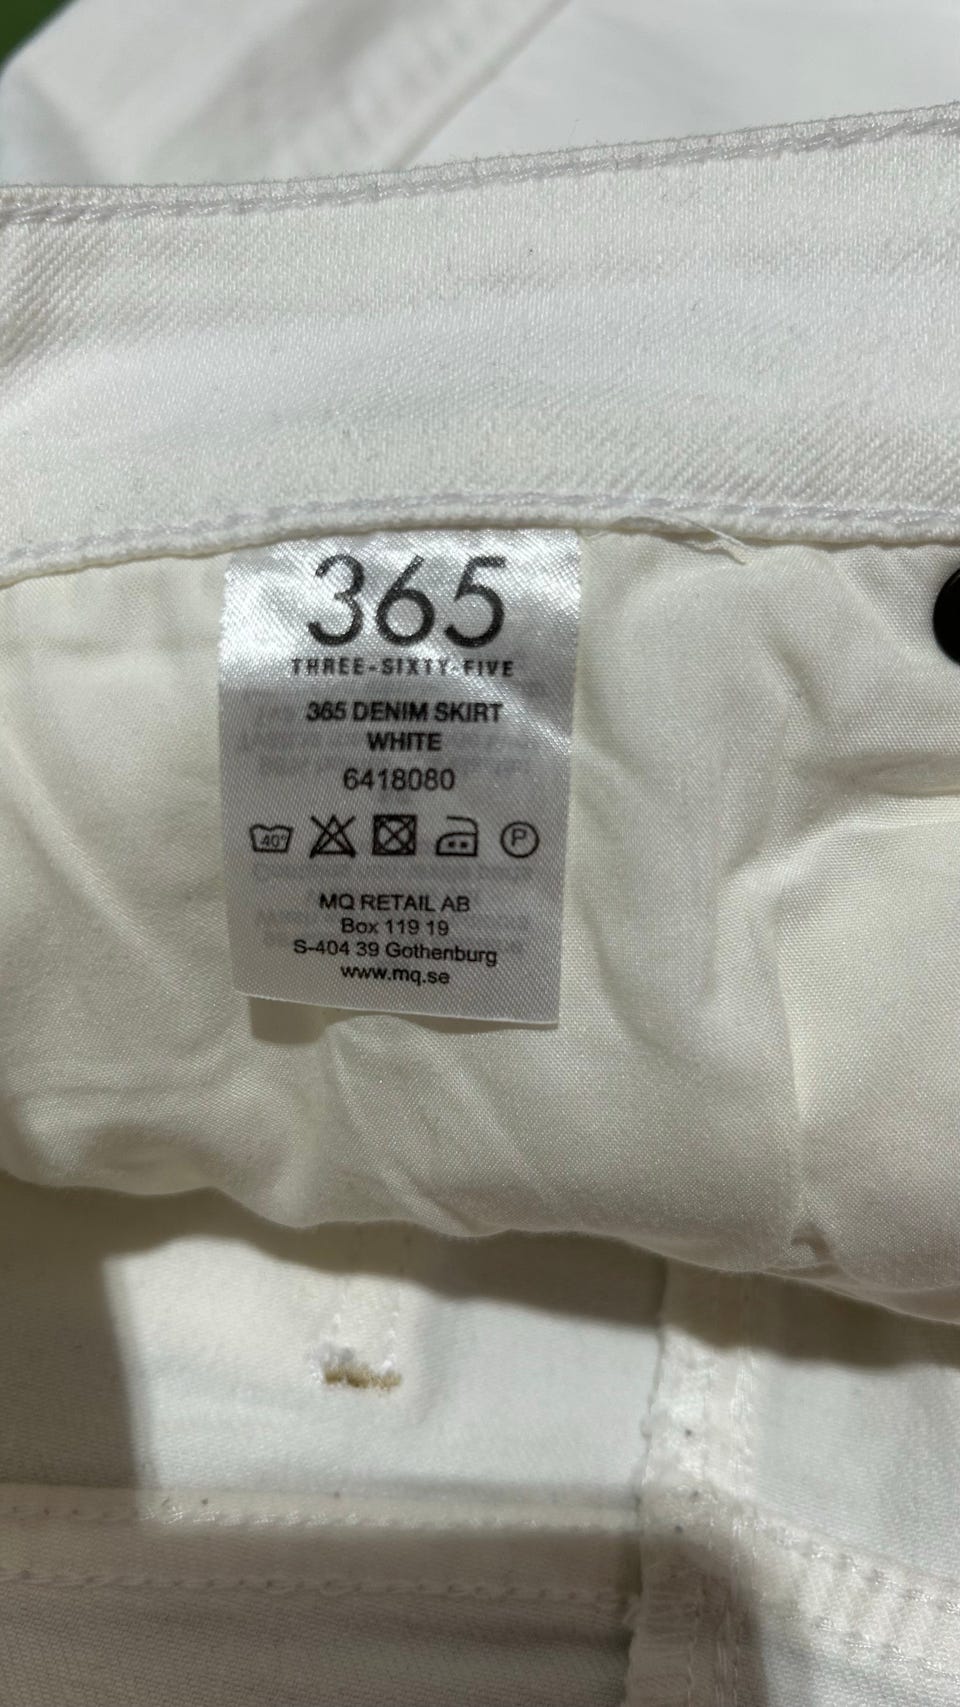 365
THREE-SIXTY-FIVE
365 DENIM SKIRT
WHITE
6418080
40°
P
MQ RETAIL AB
Box 119 19
S-404 39 Gothenburg
www.mq.se